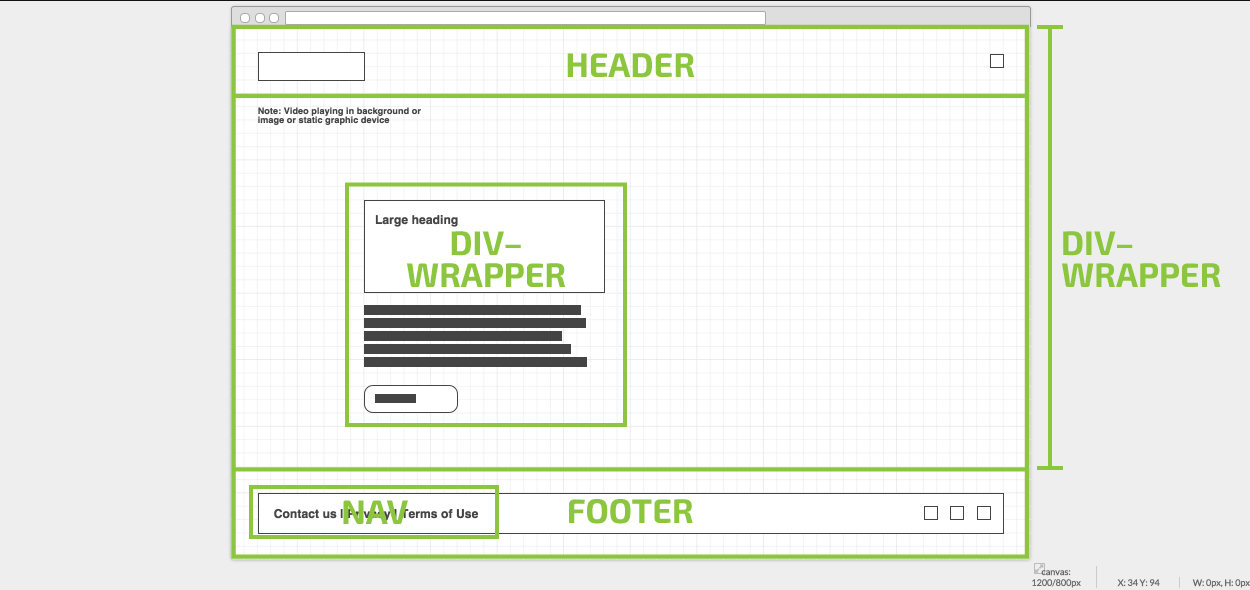 HEADER
Note: Video playing in background or
image or static graphic device
Large heading
DIV–
WRAPPER
DIV–
WRAPPER
Contact us | Privacy | Terms of Use
NAV
FOOTER
canvas:
1200/800px
X: 34 Y: 94
W: 0px, H: 0px